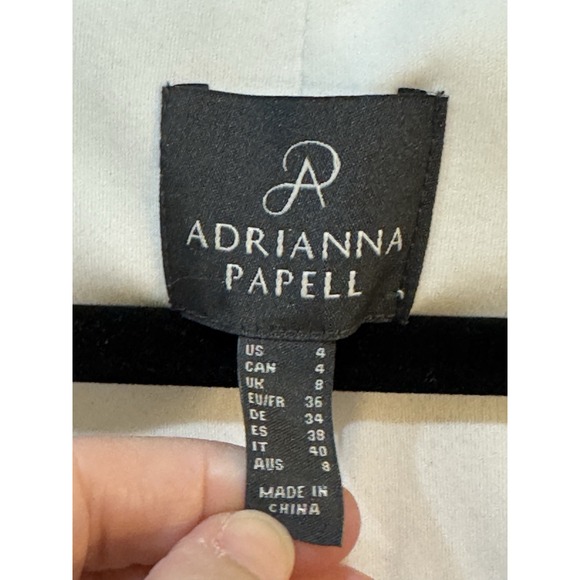 ADRIANNA
PAPELL
US 4
CAN 4
UK 8
EU/FR 36
DE 34
ES 38
IT 40
AUS 8
MADE IN
CHINA